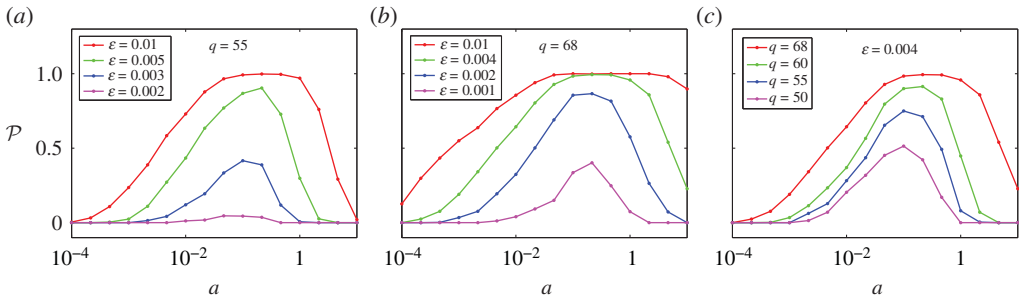 (a)
ε = 0.01
ε = 0.005
ε = 0.003
ε = 0.002
q = 55
1.0
0.5
0
𝒫
10⁻⁴
10⁻²
1
a
(b)
ε = 0.01
ε = 0.004
ε = 0.002
ε = 0.001
q = 68
10⁻⁴
10⁻²
1
a
(c)
q = 68
q = 60
q = 55
q = 50
ε = 0.004
10⁻⁴
10⁻²
1
a